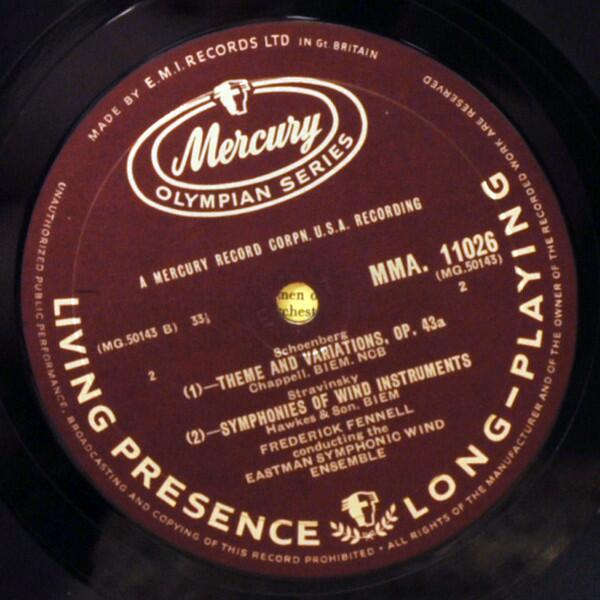 MADE BY E.M.I. RECORDS LTD IN Gt. BRITAIN
Mercury
OLYMPIAN SERIES
A MERCURY RECORD CORPN. U.S.A. RECORDING
MMA. 11026
(MG.50143)
2
(MG.50143 B) 33⅓
2
Schoenberg
(1)—THEME AND VARIATIONS, OP. 43a
Chappell. BIEM. NCB
Stravinsky
(2)—SYMPHONIES OF WIND INSTRUMENTS
Hawkes & Son. BIEM
FREDERICK FENNELL
conducting the
EASTMAN SYMPHONIC WIND
ENSEMBLE
LIVING PRESENCE
LONG—PLAYING
UNAUTHORIZED PUBLIC PERFORMANCE, BROADCASTING AND COPYING OF THIS RECORD PROHIBITED · ALL RIGHTS OF THE MANUFACTURER AND OF THE OWNER OF THE RECORDED WORK ARE RESERVED